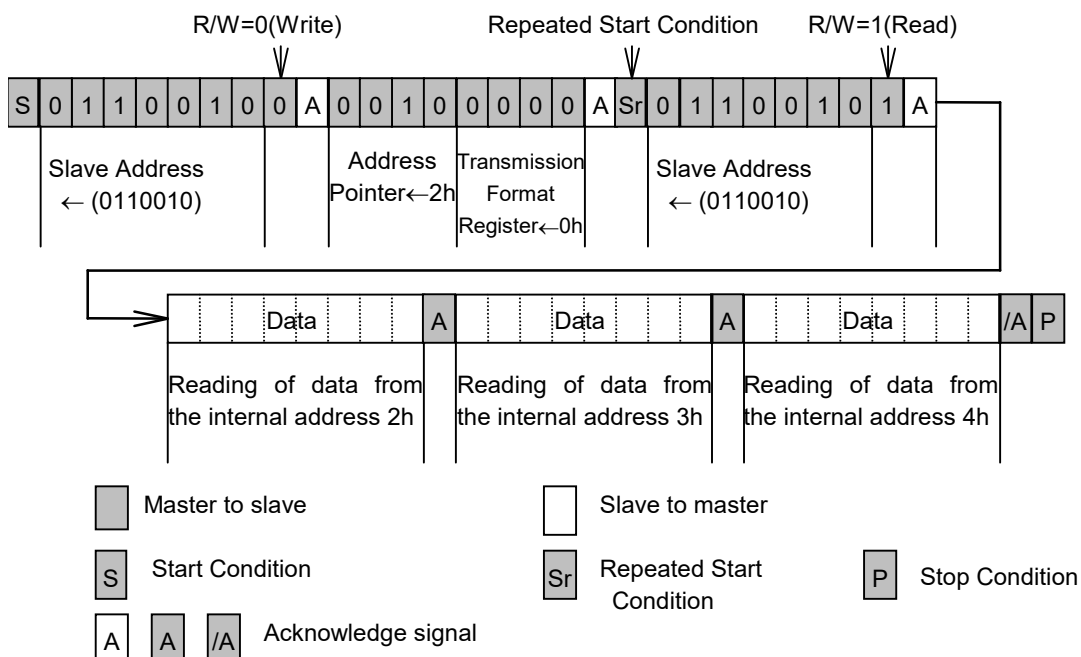 R/W=0(Write) Repeated Start Condition R/W=1(Read)
S 0 1 1 0 0 1 0 0 A 0 0 1 0 0 0 0 0 A Sr 0 1 1 0 0 1 0 1 A
Slave Address
← (0110010)
Address
Pointer←2h
Transmission
Format
Register←0h
Slave Address
← (0110010)
Data A Data A Data /A P
Reading of data from
the internal address 2h
Reading of data from
the internal address 3h
Reading of data from
the internal address 4h
Master to slave
Slave to master
S Start Condition
Sr Repeated Start
Condition
P Stop Condition
A A /A Acknowledge signal